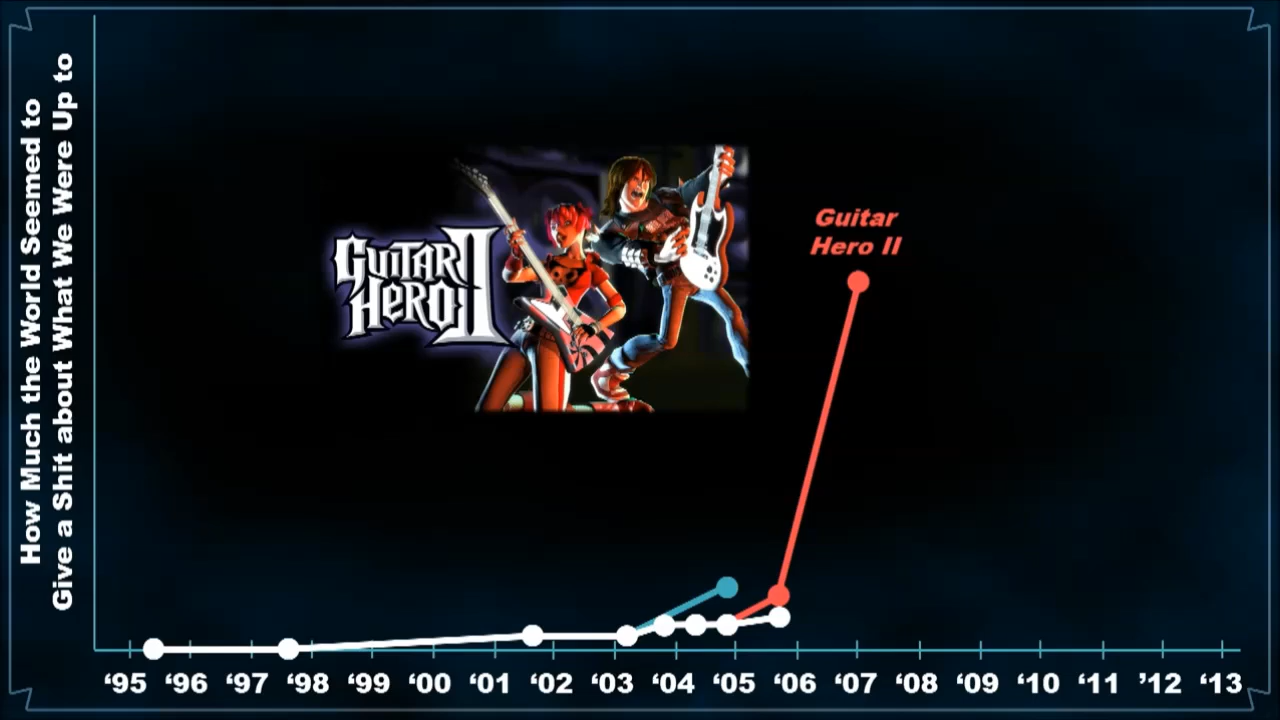 How Much the World Seemed to
Give a Shit about What We Were Up to
GUITAR
HERO II
Guitar
Hero II
‘95 ‘96 ‘97 ‘98 ‘99 ‘00 ‘01 ‘02 ‘03 ‘04 ‘05 ‘06 ‘07 ‘08 ‘09 ‘10 ‘11 ’12 ‘13